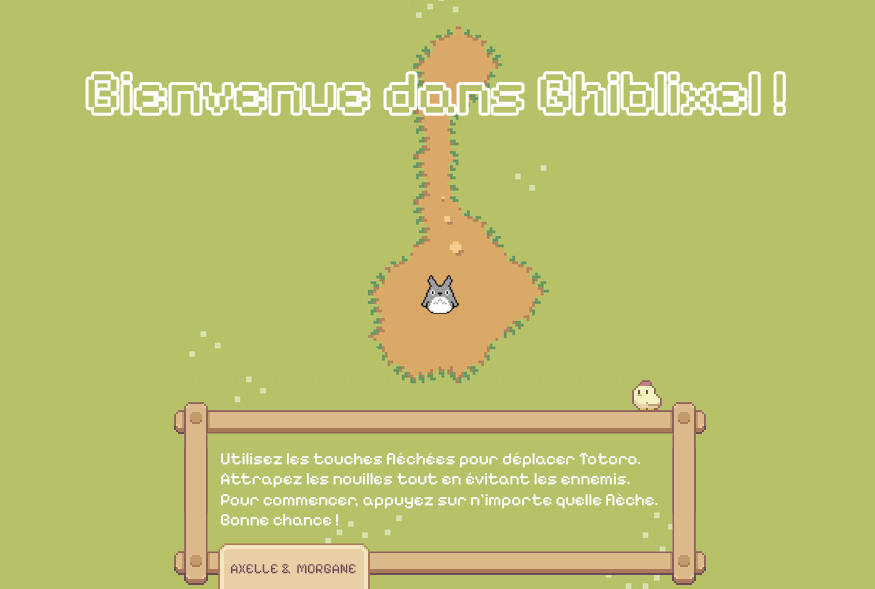 Bienvenue dans Ghiblixel !
Utilisez les touches fléchées pour déplacer Totoro.
Attrapez les nouilles tout en évitant les ennemis.
Pour commencer, appuyez sur n'importe quelle flèche.
Bonne chance !
AXELLE & MORGANE